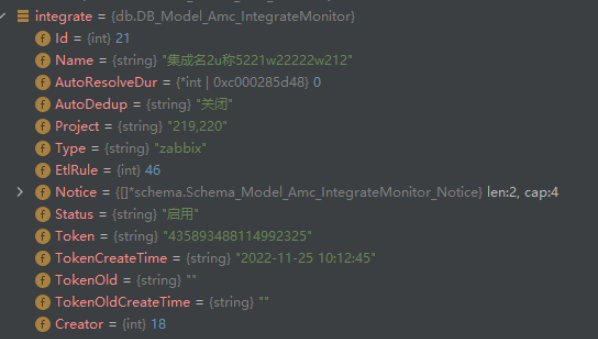 integrate = {db.DB_Model_Amc_IntegrateMonitor}
Id = {int} 21
Name = {string} "集成名2u称5221w22222w212"
AutoResolveDur = {*int | 0xc000285d48} 0
AutoDedup = {string} "关闭"
Project = {string} "219,220"
Type = {string} "zabbix"
EtlRule = {int} 46
Notice = {[]*schema.Schema_Model_Amc_IntegrateMonitor_Notice} len:2, cap:4
Status = {string} "启用"
Token = {string} "435893488114992325"
TokenCreateTime = {string} "2022-11-25 10:12:45"
TokenOld = {string} ""
TokenOldCreateTime = {string} ""
Creator = {int} 18